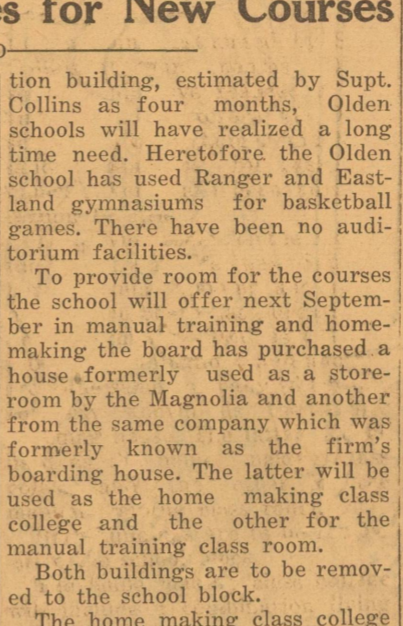 s for New Courses
tion building, estimated by Supt.
Collins as four months, Olden
schools will have realized a long
time need. Heretofore the Olden
school has used Ranger and East-
land gymnasiums for basketball
games. There have been no audi-
torium facilities.
To provide room for the courses
the school will offer next Septem-
ber in manual training and home-
making the board has purchased a
house formerly used as a store-
room by the Magnolia and another
from the same company which was
formerly known as the firm's
boarding house. The latter will be
used as the home making class
college and the other for the
manual training class room.
Both buildings are to be remov-
ed to the school block.
The home making class college